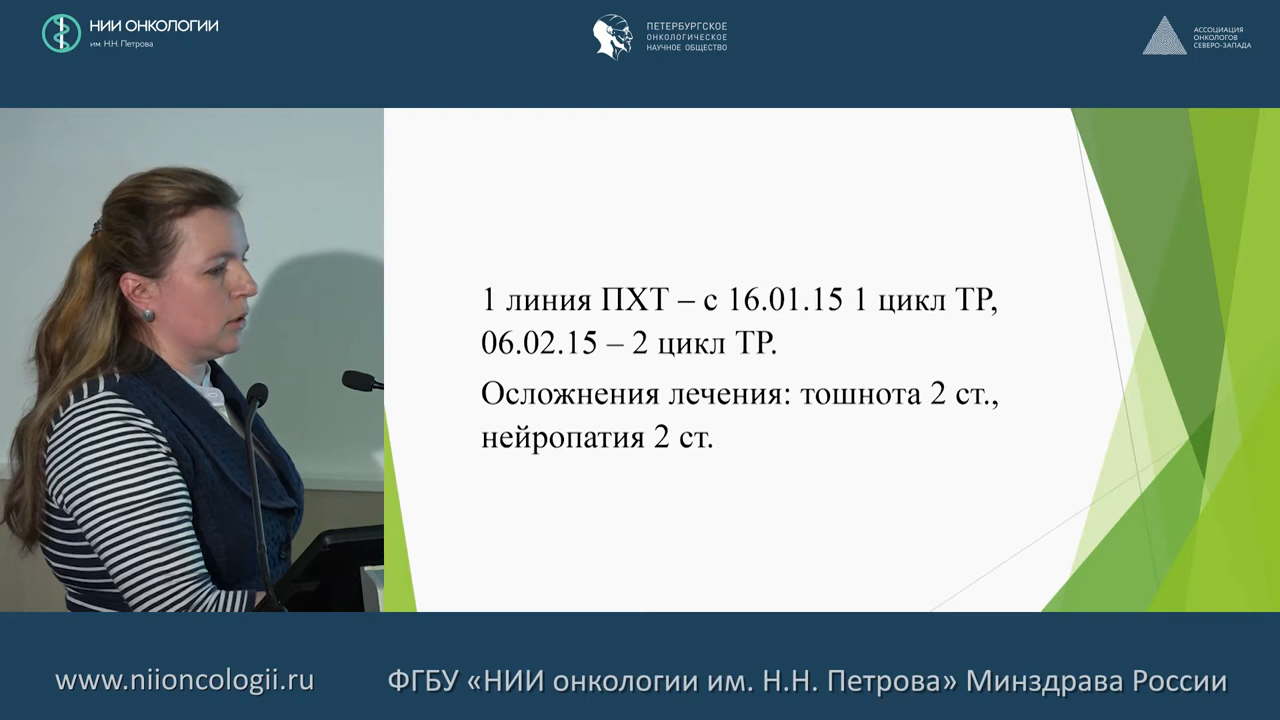 НИИ ОНКОЛОГИИ
им. Н.Н. Петрова
ПЕТЕРБУРГСКОЕ
ОНКОЛОГИЧЕСКОЕ
НАУЧНОЕ ОБЩЕСТВО
АССОЦИАЦИЯ
ОНКОЛОГОВ
СЕВЕРО-ЗАПАДА
1 линия ПХТ – с 16.01.15 1 цикл ТР,
06.02.15 – 2 цикл ТР.
Осложнения лечения: тошнота 2 ст.,
нейропатия 2 ст.
www.niioncologii.ru
ФГБУ «НИИ онкологии им. Н.Н. Петрова» Минздрава России